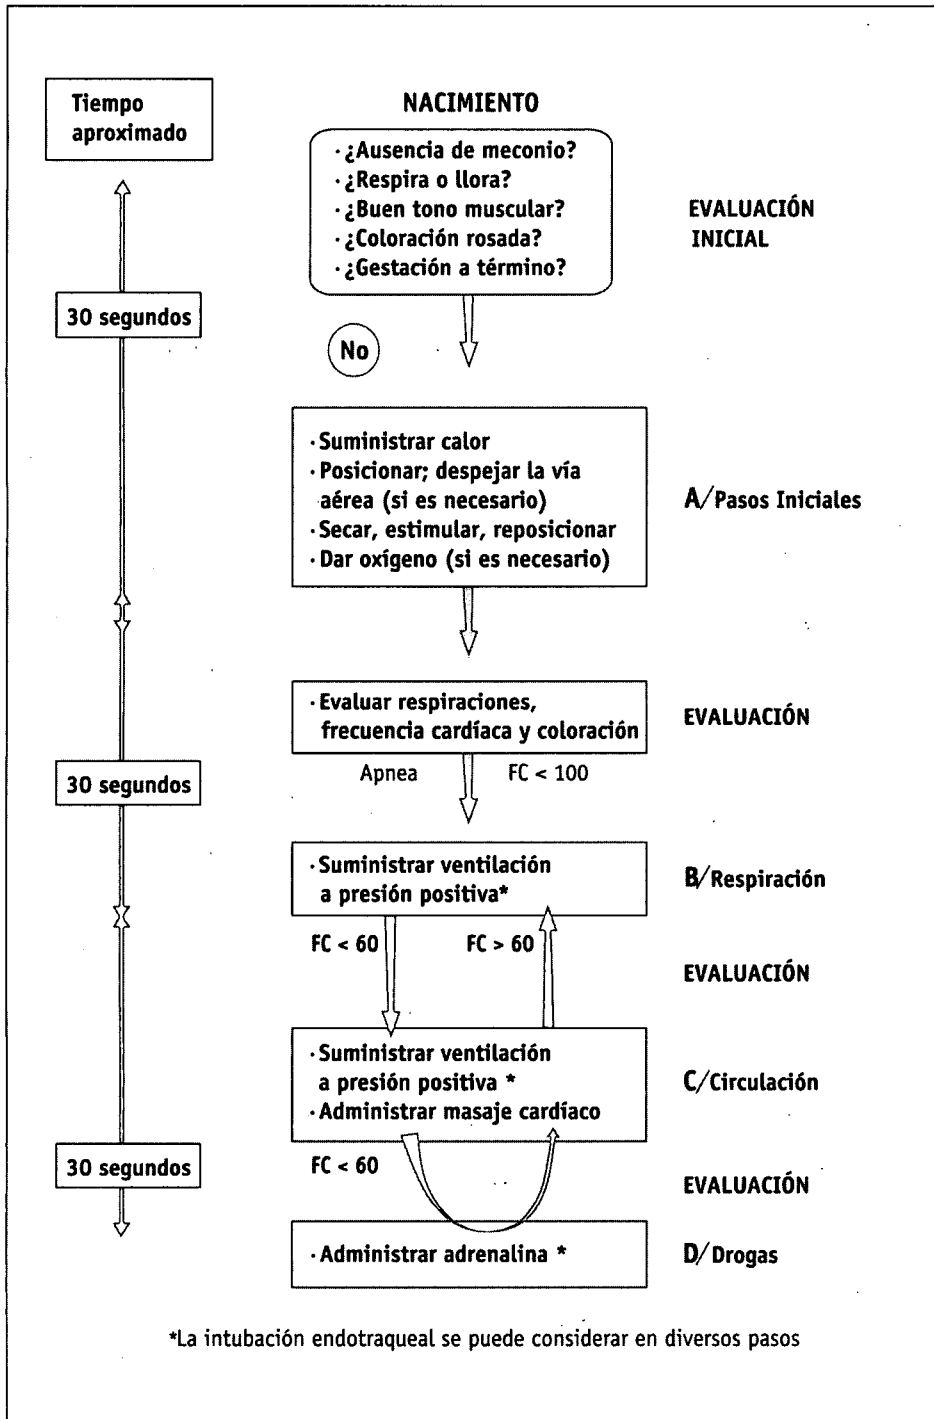 Tiempo
aproximado
NACIMIENTO
· ¿Ausencia de meconio?
· ¿Respira o llora?
· ¿Buen tono muscular?
· ¿Coloración rosada?
· ¿Gestación a término?
EVALUACIÓN
INICIAL
30 segundos
No
· Suministrar calor
· Posicionar; despejar la vía
aérea (si es necesario)
· Secar, estimular, reposicionar
· Dar oxígeno (si es necesario)
A/Pasos Iniciales
· Evaluar respiraciones,
frecuencia cardíaca y coloración
EVALUACIÓN
30 segundos
Apnea FC < 100
· Suministrar ventilación
a presión positiva*
B/Respiración
FC < 60 FC > 60
EVALUACIÓN
· Suministrar ventilación
a presión positiva *
· Administrar masaje cardíaco
C/Circulación
30 segundos
FC < 60
EVALUACIÓN
· Administrar adrenalina *
D/Drogas
*La intubación endotraqueal se puede considerar en diversos pasos